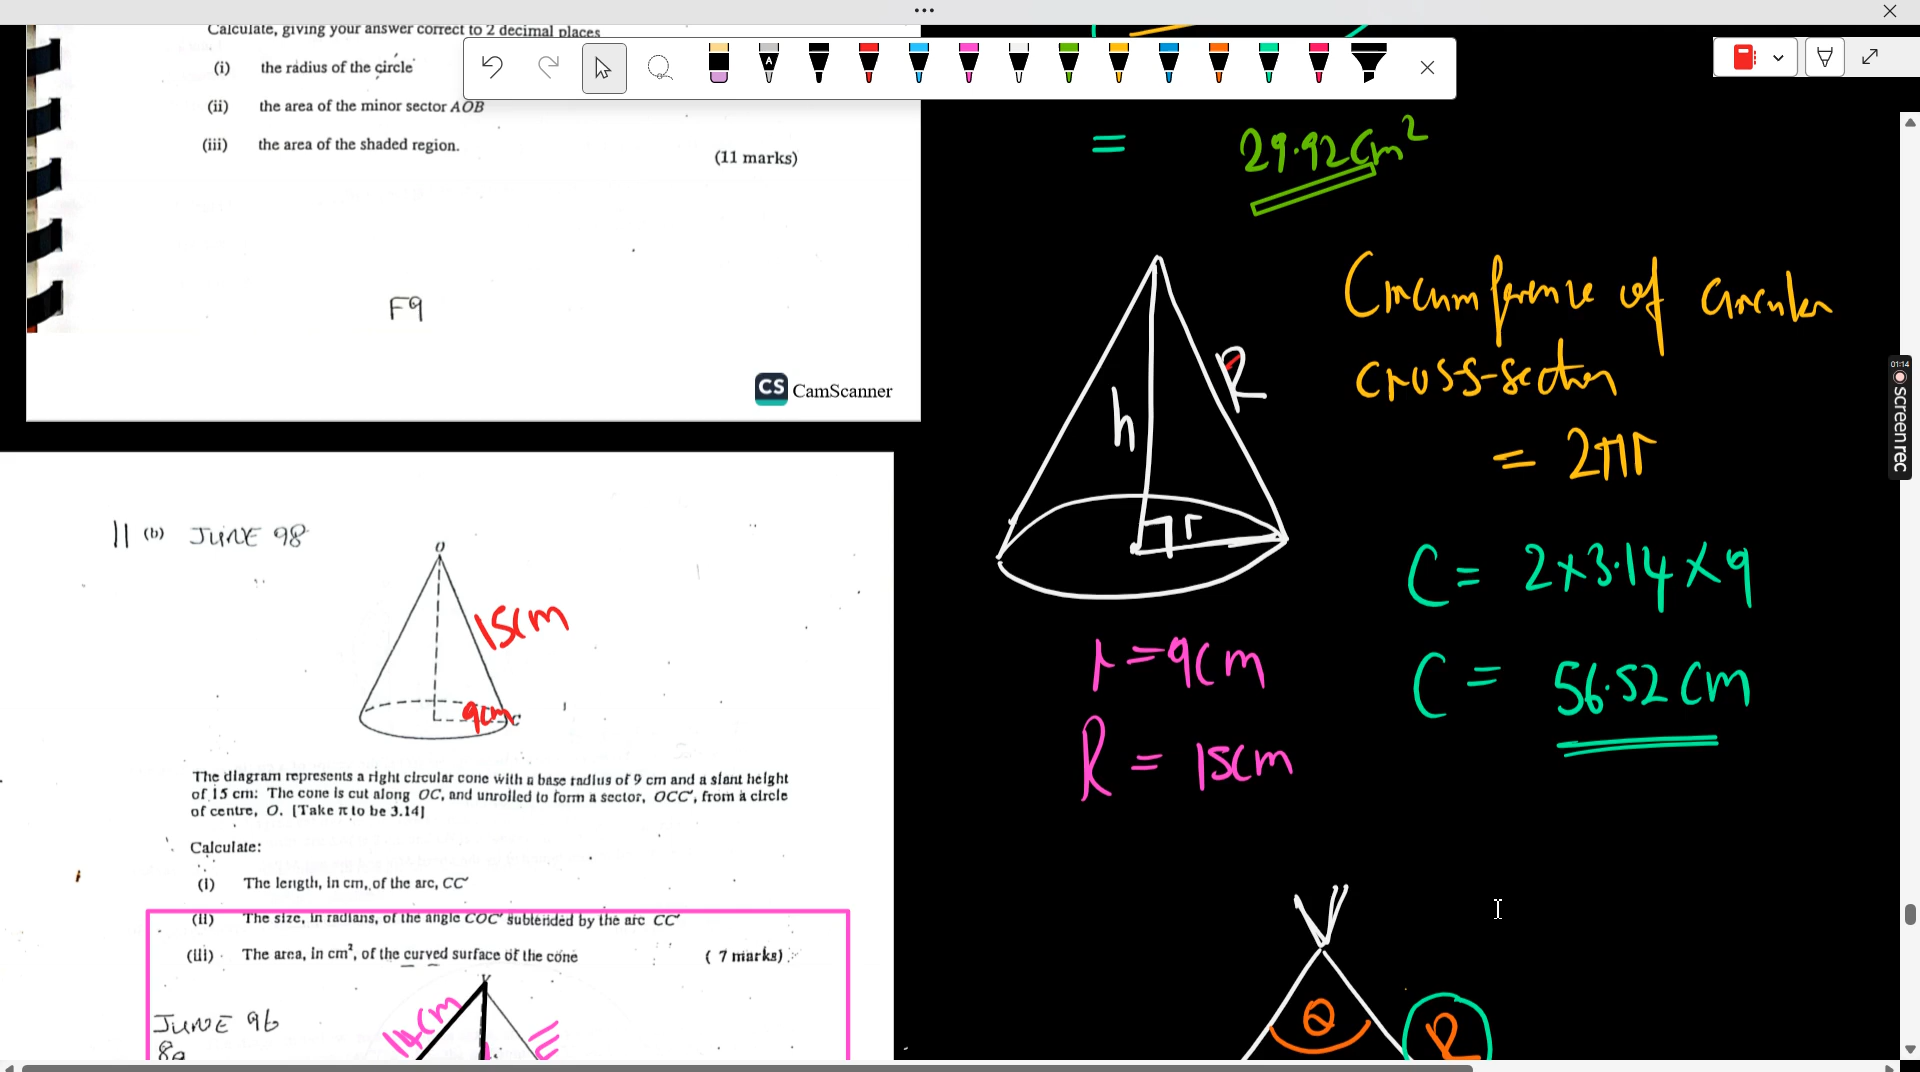 Calculate, giving your answer correct to 2 decimal places
(i) the radius of the circle
(ii) the area of the minor sector AOB
(iii) the area of the shaded region.
(11 marks)
F9
CS CamScanner
11 (b) JUNE 98
O
15cm
9cm
C
The diagram represents a right circular cone with a base radius of 9 cm and a slant height
of 15 cm: The cone is cut along OC, and unrolled to form a sector, OCC', from a circle
of centre, O. [Take π to be 3.14]
Calculate:
(i) The length, in cm, of the arc, CC'
(ii) The size, in radians, of the angle COC' subtended by the arc CC'
(iii) The area, in cm², of the curved surface of the cone (7 marks)
V
14cm
JUNE 96
8a
= 29.92cm²
h
R
r
Circumference of circular
cross-section
= 2πr
C = 2×3.14×9
C = 56.52cm
r = 9cm
R = 15cm
V
θ
R
A
01:14
screenrec